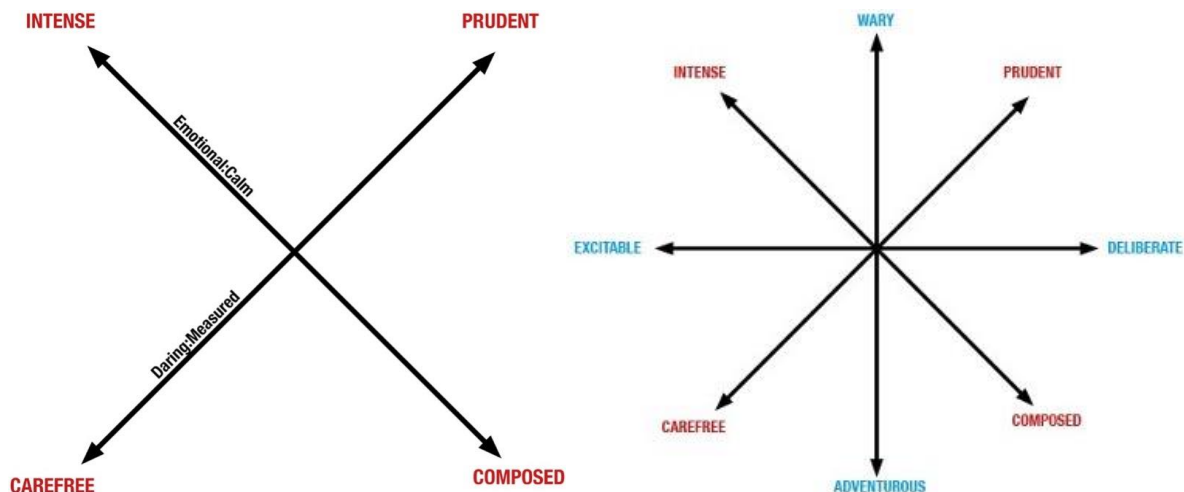 INTENSE
PRUDENT
Emotional:Calm
Daring:Measured
CAREFREE
COMPOSED
WARY
INTENSE
PRUDENT
EXCITABLE
DELIBERATE
CAREFREE
COMPOSED
ADVENTUROUS